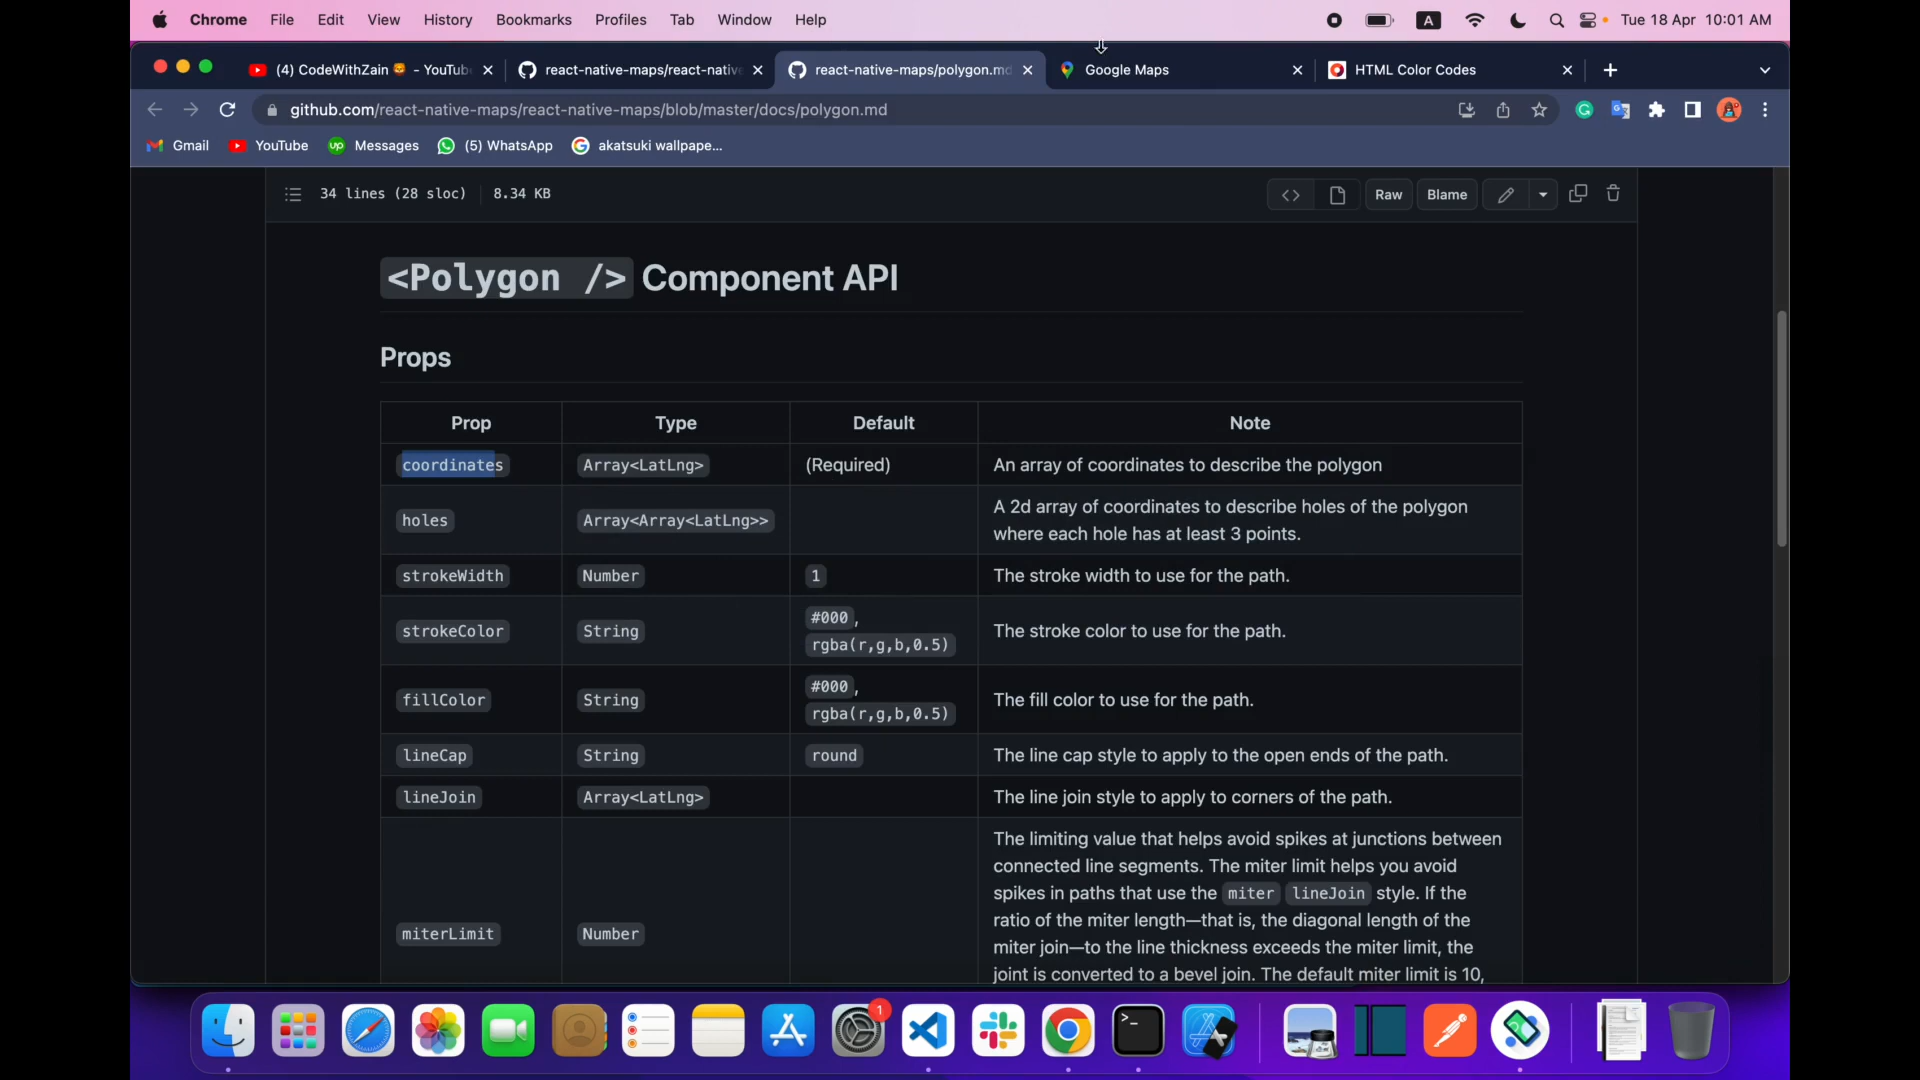 Chrome File Edit View History Bookmarks Profiles Tab Window Help A Tue 18 Apr 10:01 AM
(4) CodeWithZain 🦁 - YouTub react-native-maps/react-native react-native-maps/polygon.md Google Maps HTML Color Codes
github.com/react-native-maps/react-native-maps/blob/master/docs/polygon.md
Gmail YouTube up Messages (5) WhatsApp akatsuki wallpape...
34 lines (28 sloc) 8.34 KB <> Raw Blame
<Polygon /> Component API
Props
Prop Type Default Note
coordinates Array<LatLng> (Required) An array of coordinates to describe the polygon
holes Array<Array<LatLng>> A 2d array of coordinates to describe holes of the polygon
where each hole has at least 3 points.
strokeWidth Number 1 The stroke width to use for the path.
strokeColor String #000, rgba(r,g,b,0.5) The stroke color to use for the path.
fillColor String #000, rgba(r,g,b,0.5) The fill color to use for the path.
lineCap String round The line cap style to apply to the open ends of the path.
lineJoin Array<LatLng> The line join style to apply to corners of the path.
The limiting value that helps avoid spikes at junctions between
connected line segments. The miter limit helps you avoid
spikes in paths that use the miter lineJoin style. If the
ratio of the miter length—that is, the diagonal length of the
miterLimit Number miter join—to the line thickness exceeds the miter limit, the
joint is converted to a bevel join. The default miter limit is 10,
1